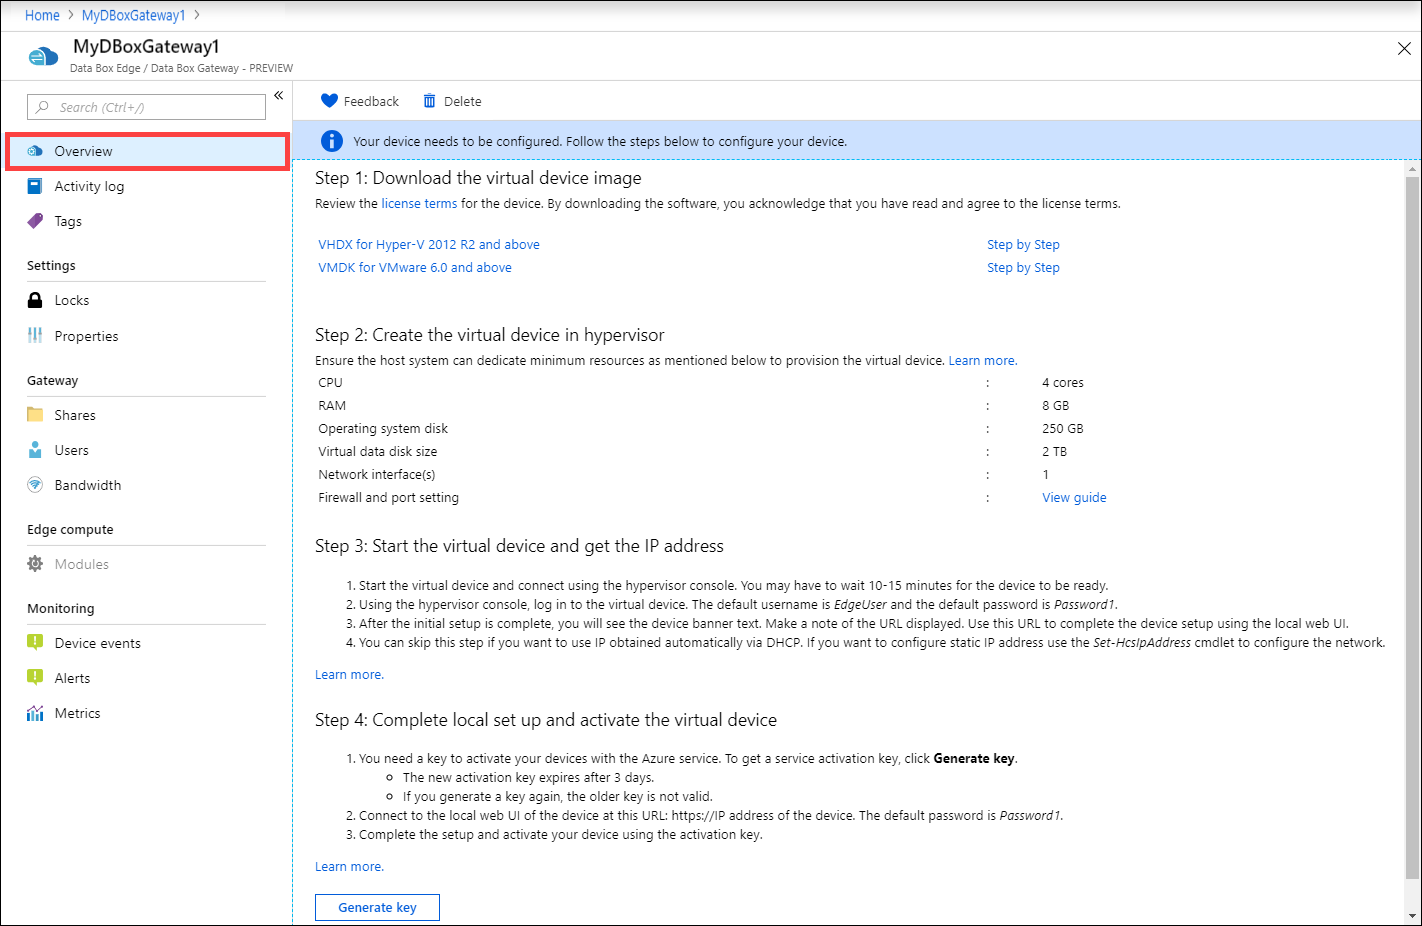 Home > MyDBoxGateway1 >
MyDBoxGateway1
Data Box Edge / Data Box Gateway - PREVIEW
Search (Ctrl+/)
Overview
Activity log
Tags
Settings
Locks
Properties
Gateway
Shares
Users
Bandwidth
Edge compute
Modules
Monitoring
Device events
Alerts
Metrics
Feedback Delete
Your device needs to be configured. Follow the steps below to configure your device.
Step 1: Download the virtual device image
Review the license terms for the device. By downloading the software, you acknowledge that you have read and agree to the license terms.
VHDX for Hyper-V 2012 R2 and above Step by Step
VMDK for VMware 6.0 and above Step by Step
Step 2: Create the virtual device in hypervisor
Ensure the host system can dedicate minimum resources as mentioned below to provision the virtual device. Learn more.
CPU : 4 cores
RAM : 8 GB
Operating system disk : 250 GB
Virtual data disk size : 2 TB
Network interface(s) : 1
Firewall and port setting : View guide
Step 3: Start the virtual device and get the IP address
1. Start the virtual device and connect using the hypervisor console. You may have to wait 10-15 minutes for the device to be ready.
2. Using the hypervisor console, log in to the virtual device. The default username is EdgeUser and the default password is Password1.
3. After the initial setup is complete, you will see the device banner text. Make a note of the URL displayed. Use this URL to complete the device setup using the local web UI.
4. You can skip this step if you want to use IP obtained automatically via DHCP. If you want to configure static IP address use the Set-HcsIpAddress cmdlet to configure the network.
Learn more.
Step 4: Complete local set up and activate the virtual device
1. You need a key to activate your devices with the Azure service. To get a service activation key, click Generate key.
The new activation key expires after 3 days.
If you generate a key again, the older key is not valid.
2. Connect to the local web UI of the device at this URL: https://IP address of the device. The default password is Password1.
3. Complete the setup and activate your device using the activation key.
Learn more.
Generate key